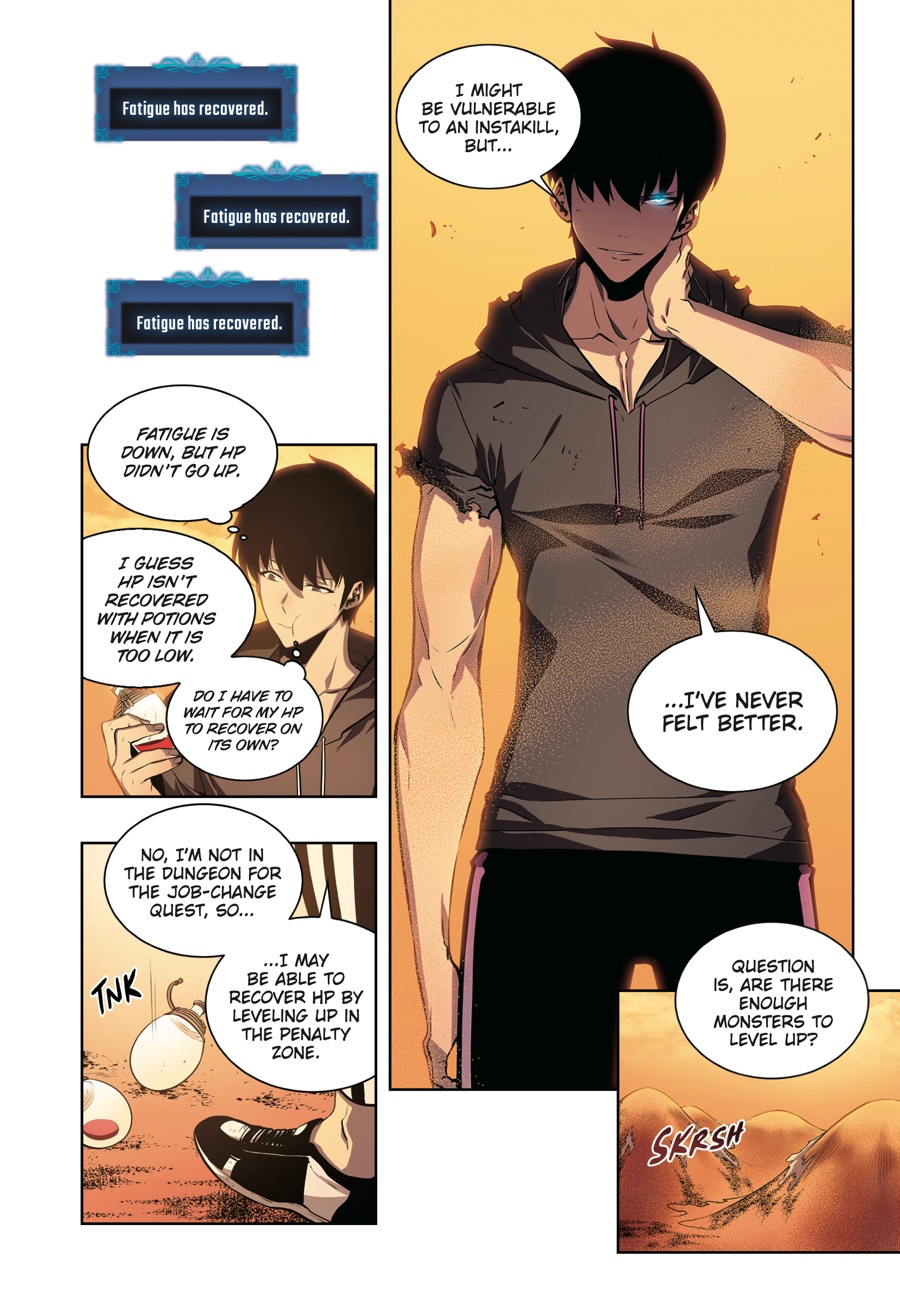 Fatigue has recovered.
Fatigue has recovered.
Fatigue has recovered.
FATIGUE IS
DOWN, BUT HP
DIDN'T GO UP.
I GUESS
HP ISN'T
RECOVERED
WITH POTIONS
WHEN IT IS
TOO LOW.
DO I HAVE TO
WAIT FOR MY HP
TO RECOVER ON
ITS OWN?
NO, I'M NOT IN
THE DUNGEON FOR
THE JOB-CHANGE
QUEST, SO...
...I MAY
BE ABLE TO
RECOVER HP BY
LEVELING UP IN
THE PENALTY
ZONE.
TNK
I MIGHT
BE VULNERABLE
TO AN INSTAKILL,
BUT...
...I'VE NEVER
FELT BETTER.
QUESTION
IS, ARE THERE
ENOUGH
MONSTERS TO
LEVEL UP?
SKRSH